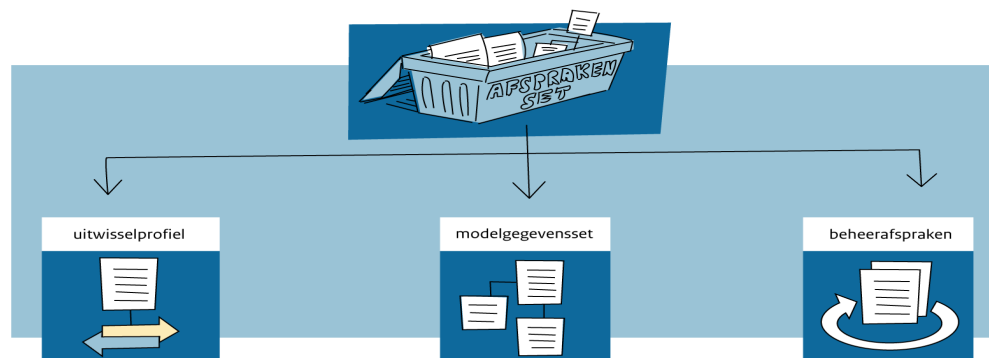 AFSPRAKEN
SET
uitwisselprofiel
modelgegevensset
beheerafspraken